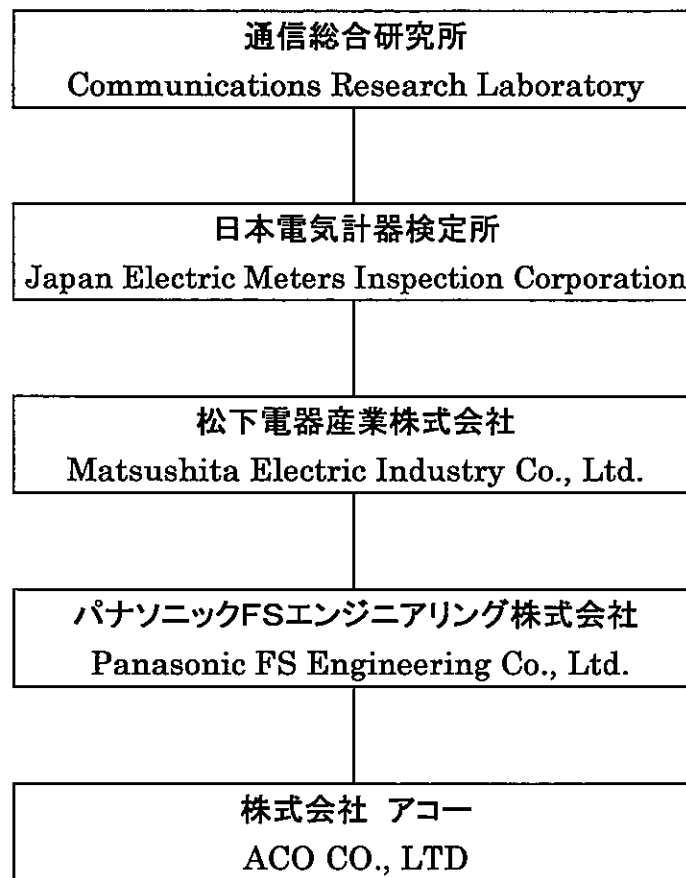 通信総合研究所
Communications Research Laboratory
日本電気計器検定所
Japan Electric Meters Inspection Corporation
松下電器産業株式会社
Matsushita Electric Industry Co., Ltd.
パナソニックFSエンジニアリング株式会社
Panasonic FS Engineering Co., Ltd.
株式会社 アコー
ACO CO., LTD